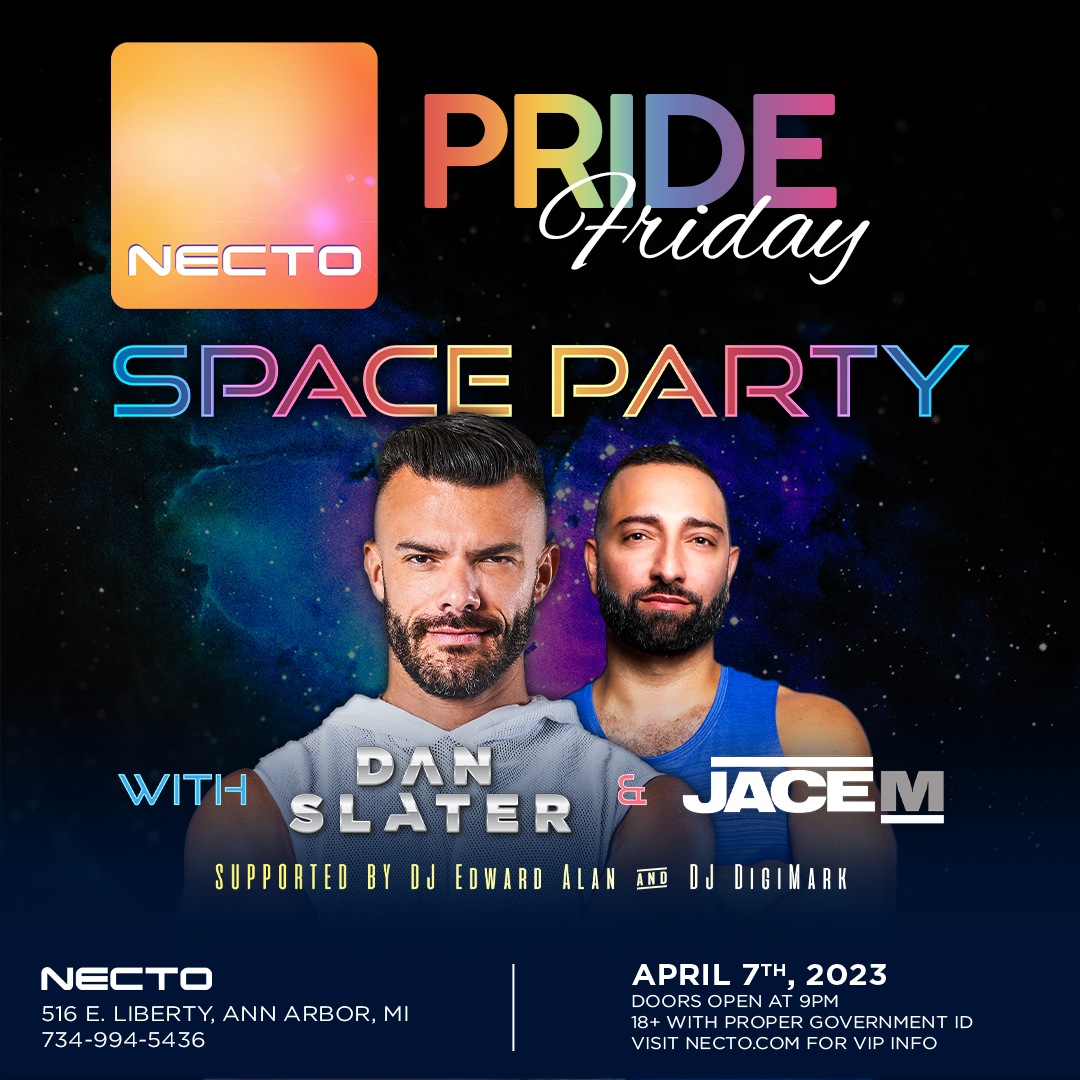 NECTO
PRIDE
Friday
SPACE PARTY
WITH
DAN
SLATER
&
JACE M
SUPPORTED BY DJ EDWARD ALAN AND DJ DIGIMARK
NECTO
516 E. LIBERTY, ANN ARBOR, MI
734-994-5436
APRIL 7TH, 2023
DOORS OPEN AT 9PM
18+ WITH PROPER GOVERNMENT ID
VISIT NECTO.COM FOR VIP INFO